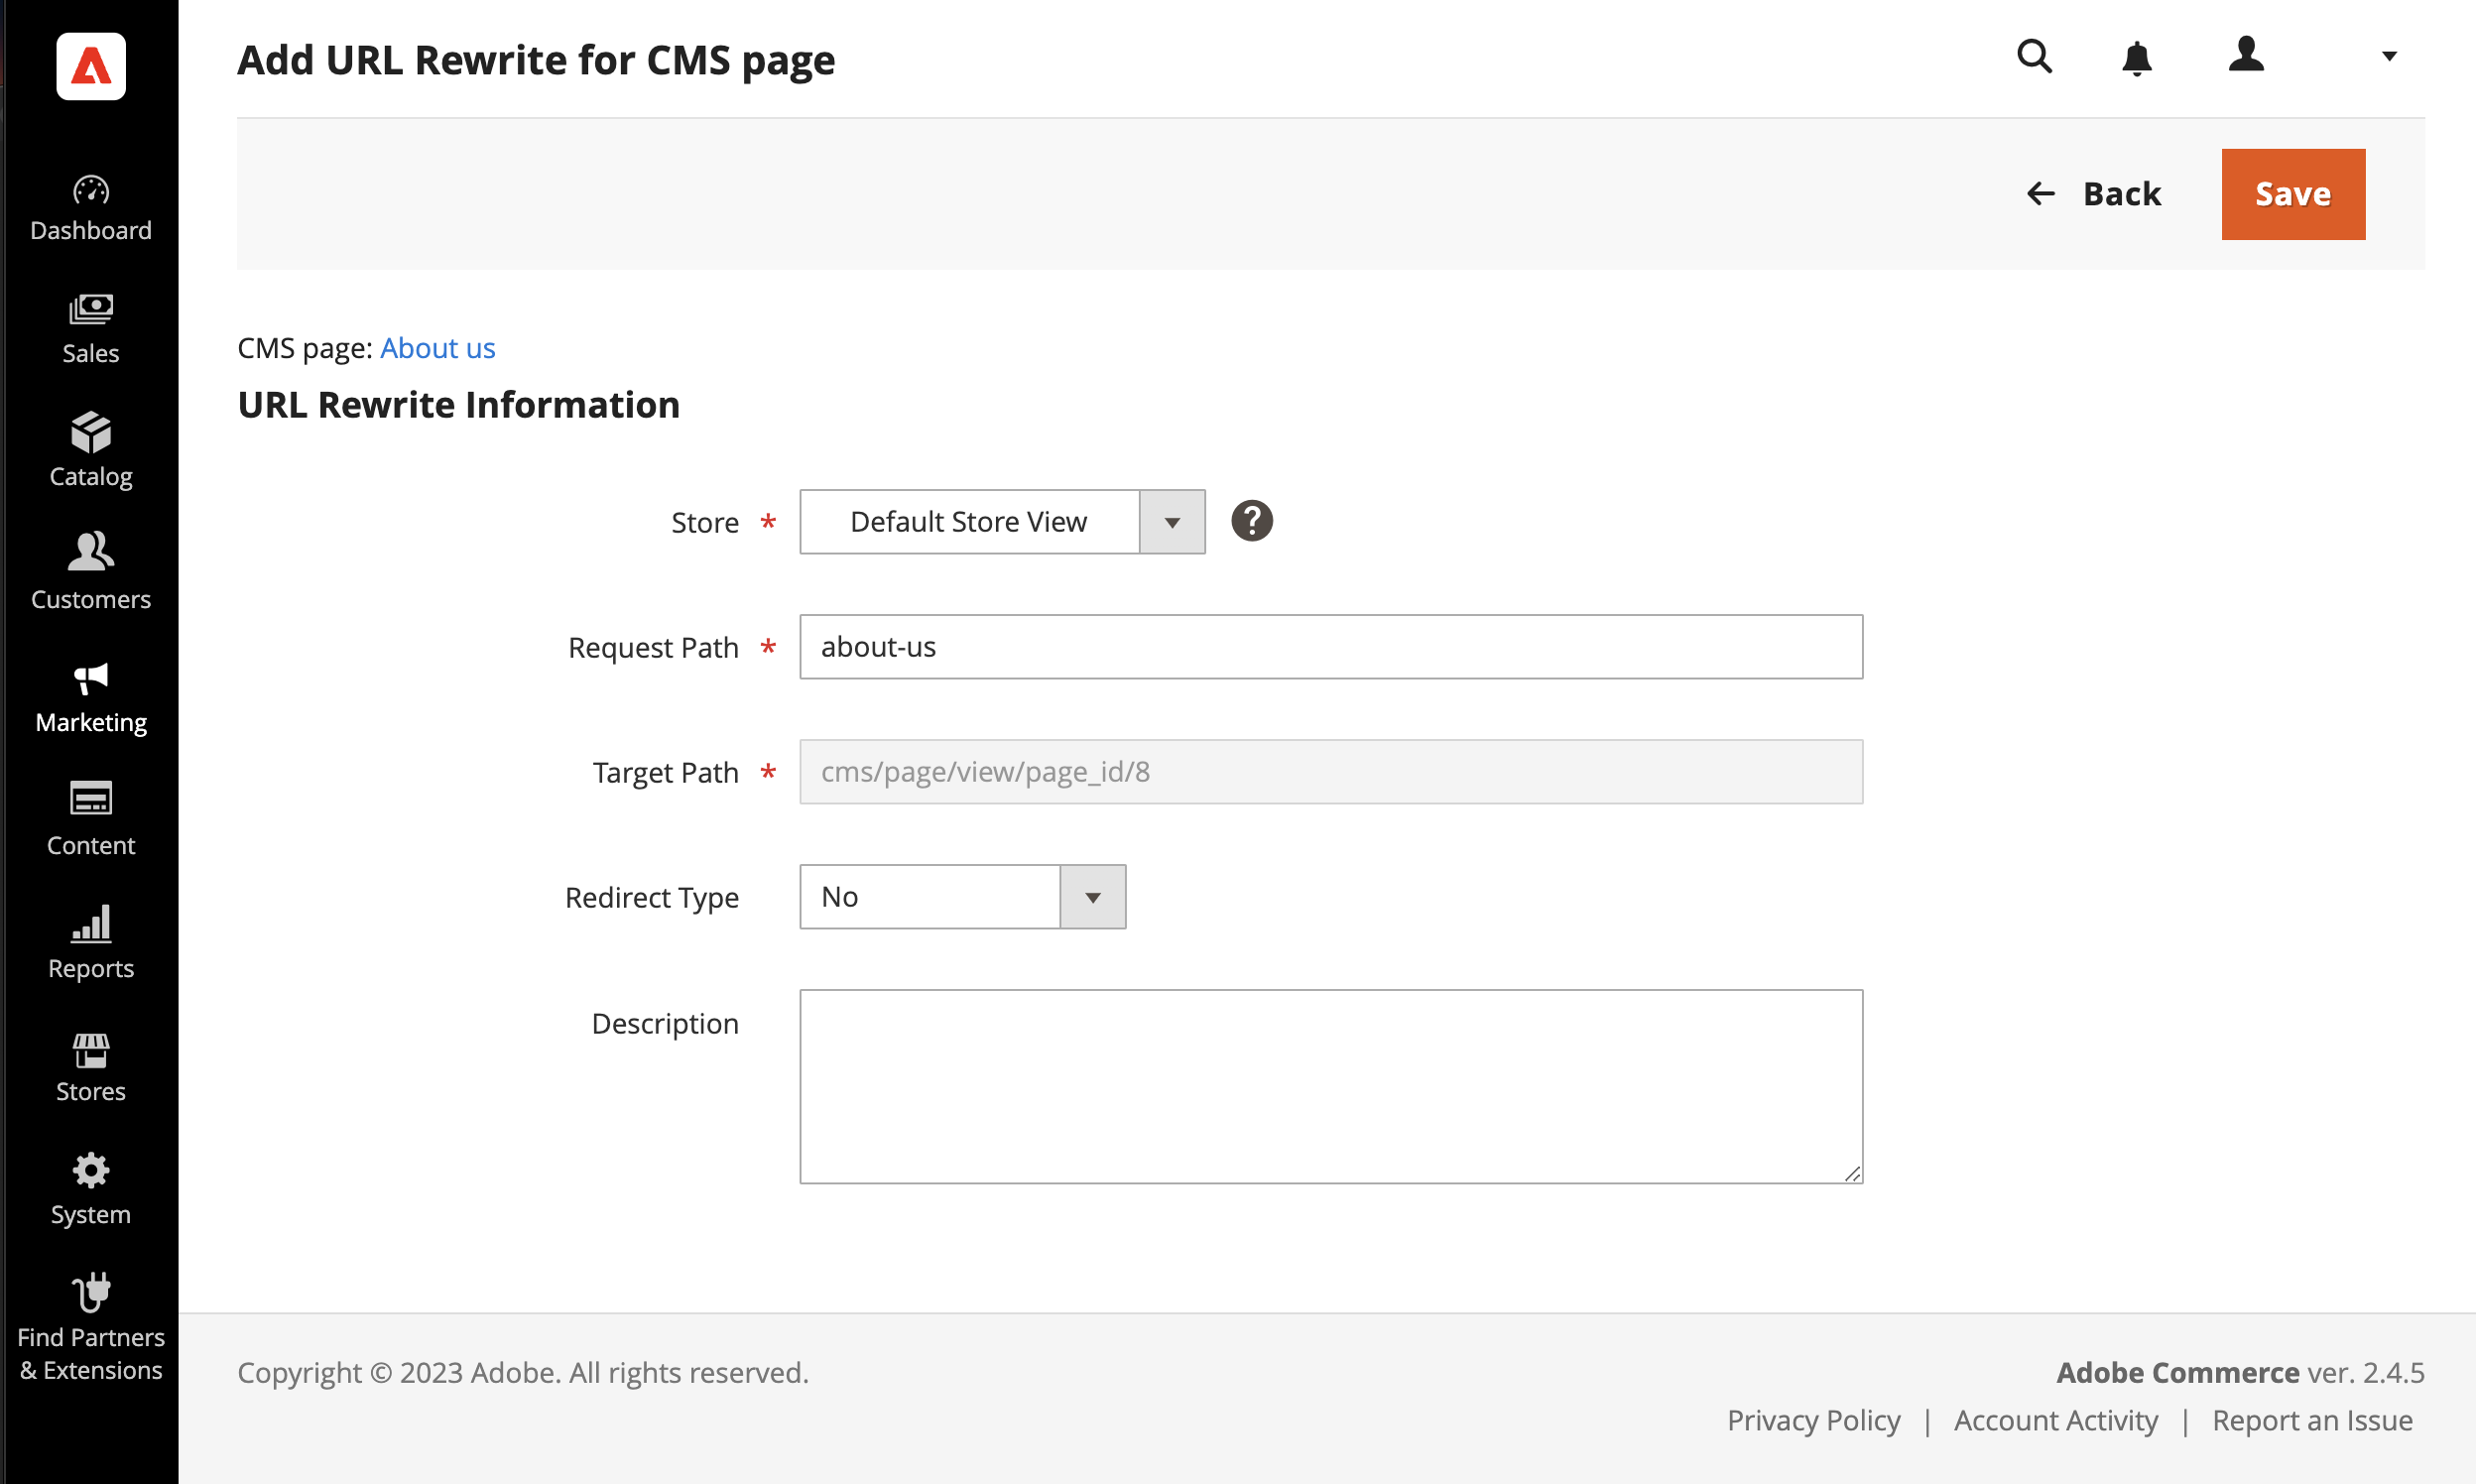 Add URL Rewrite for CMS page
Back
Save
Dashboard
Sales
Catalog
Customers
Marketing
Content
Reports
Stores
System
Find Partners
& Extensions
CMS page: About us
URL Rewrite Information
Store *
Default Store View
?
Request Path *
about-us
Target Path *
cms/page/view/page_id/8
Redirect Type
No
Description
Copyright © 2023 Adobe. All rights reserved.
Adobe Commerce ver. 2.4.5
Privacy Policy | Account Activity | Report an Issue